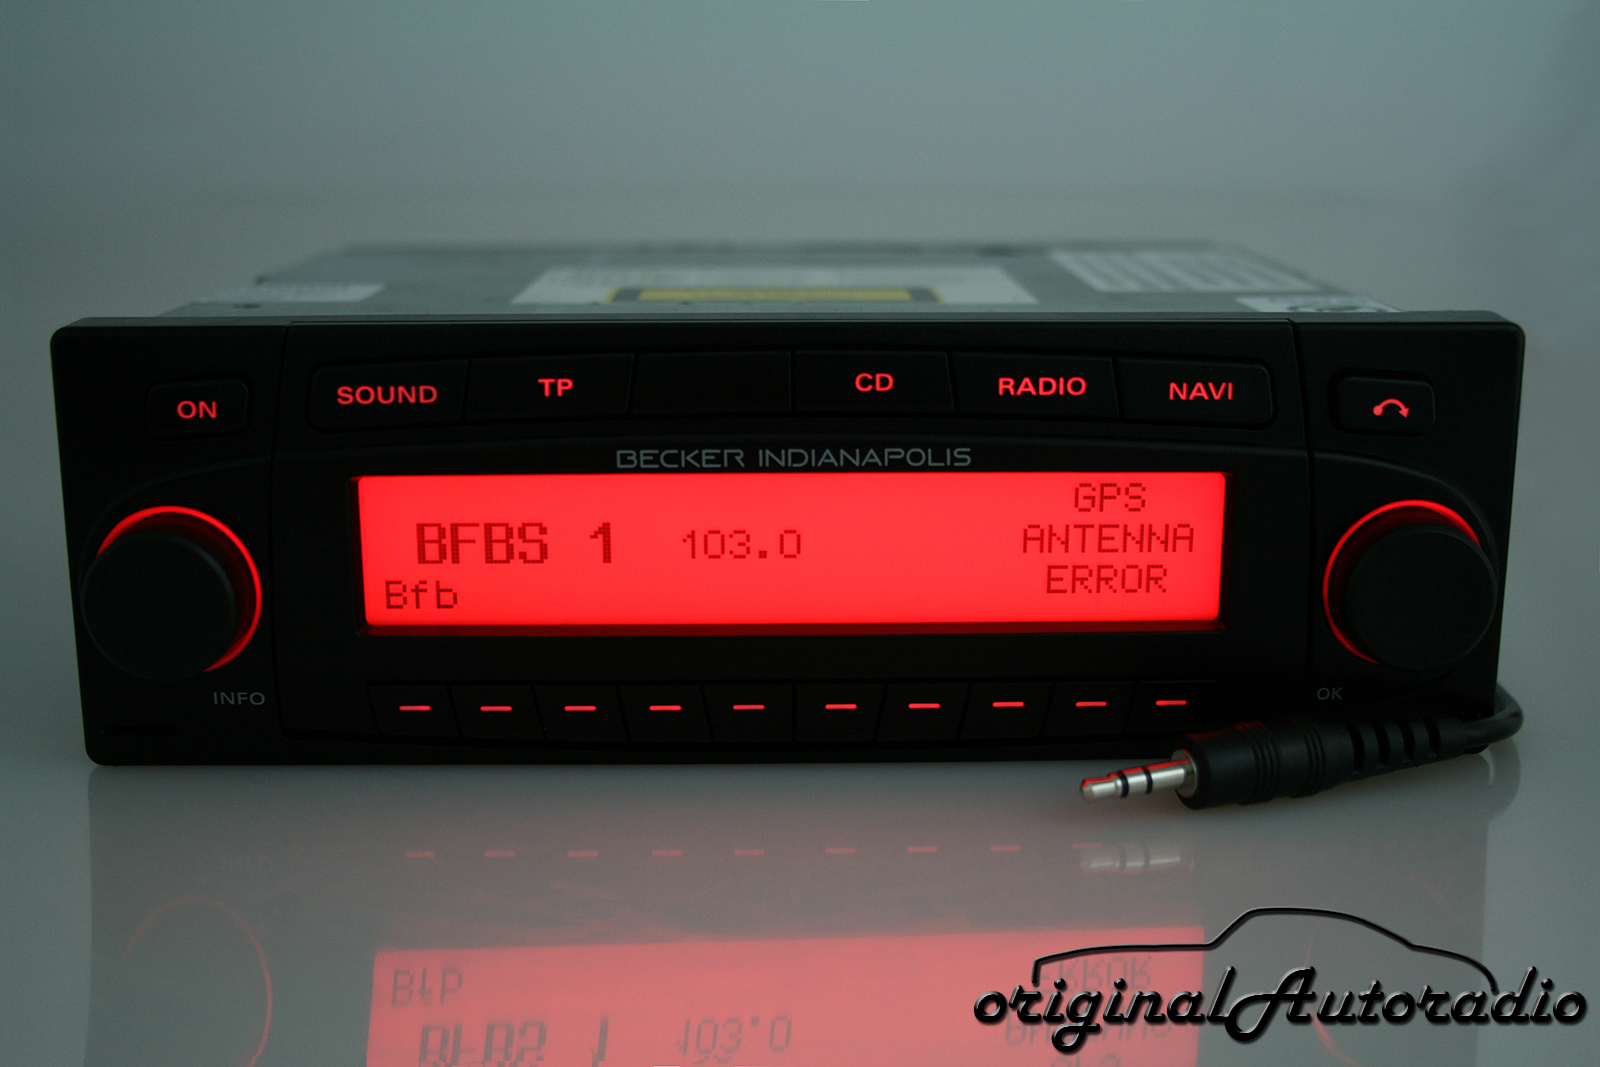 ON
SOUND TP CD RADIO NAVI
BECKER INDIANAPOLIS
BFBS 1 103.0
Bfb
GPS
ANTENNA
ERROR
INFO
OK
originalAutoradio